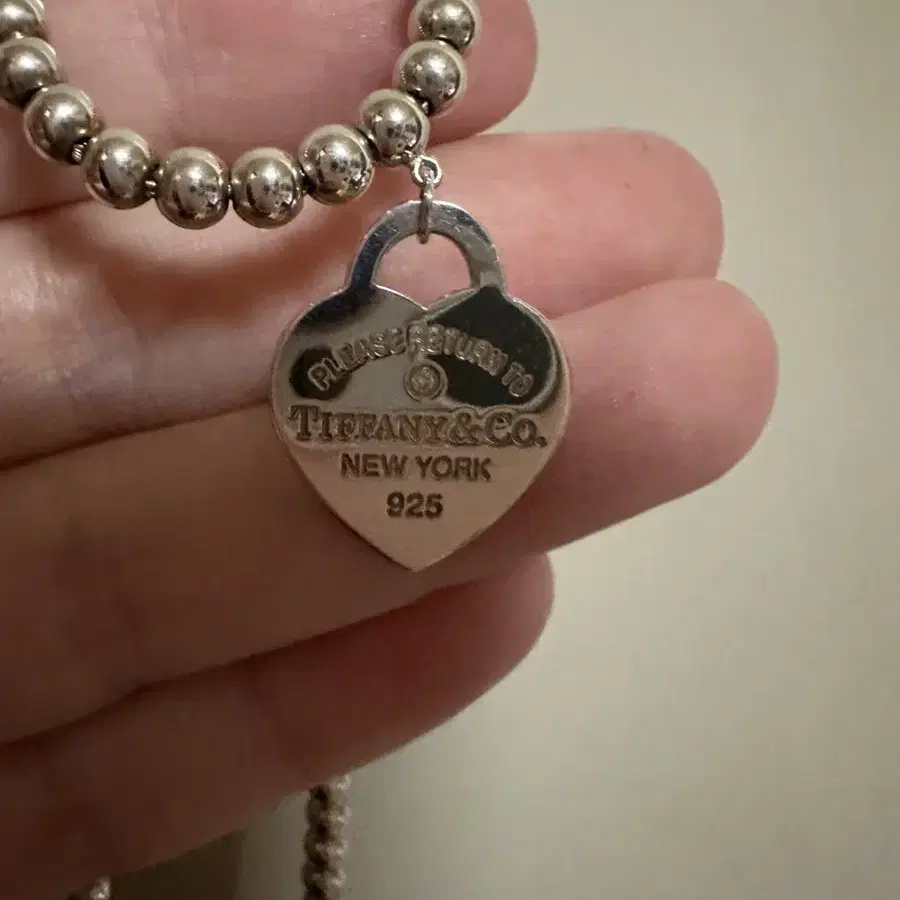 PLEASE RETURN TO
TIFFANY & CO.
NEW YORK
925